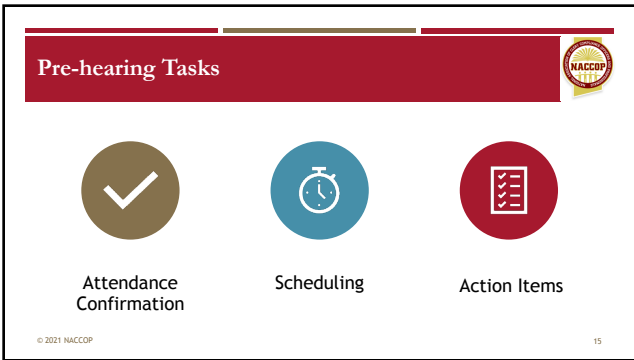 Pre-hearing Tasks
NACCOP
Attendance
Confirmation
Scheduling
Action Items
© 2021 NACCOP
15